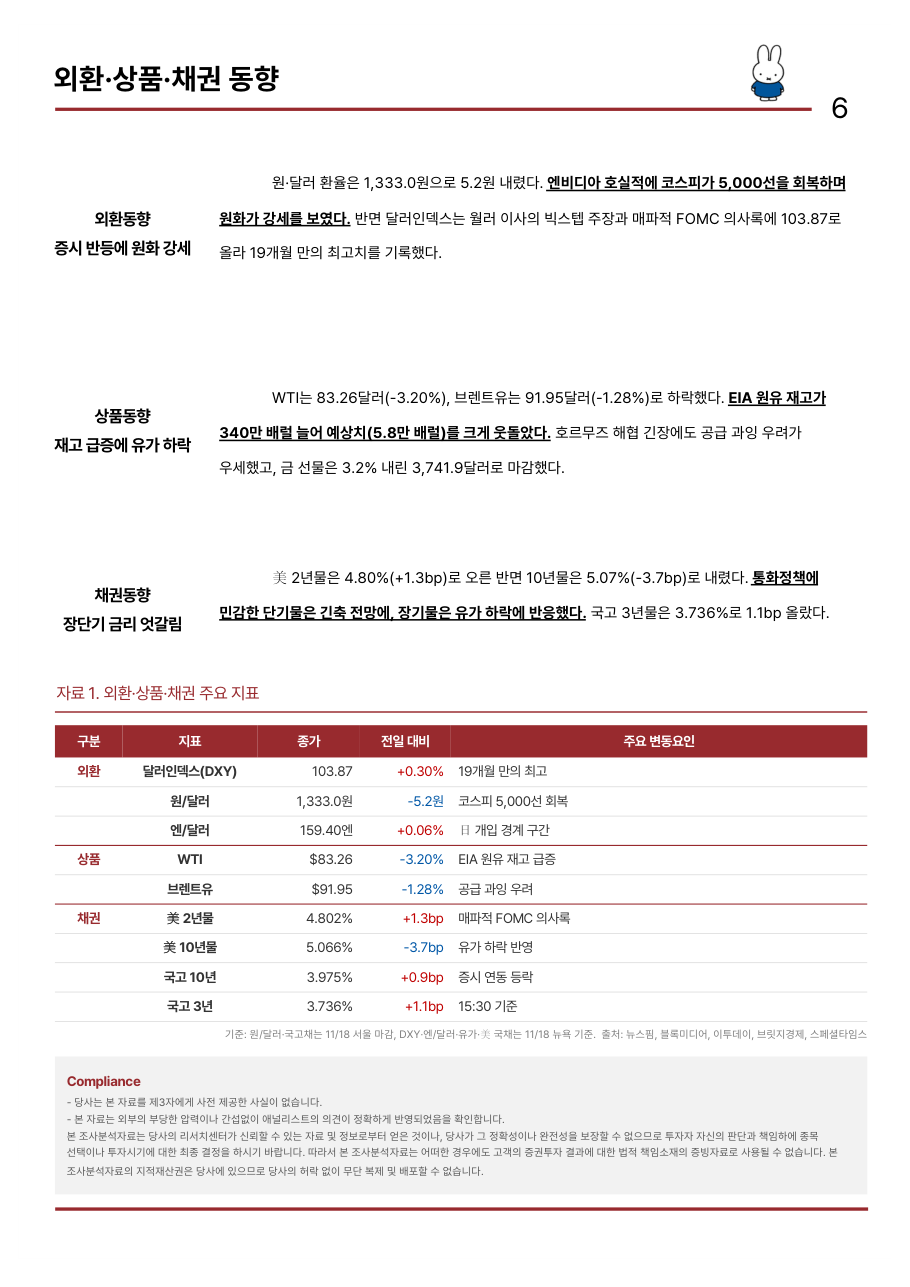 외환·상품·채권 동향
6
외환동향
증시 반등에 원화 강세
원·달러 환율은 1,333.0원으로 5.2원 내렸다. 엔비디아 호실적에 코스피가 5,000선을 회복하며
원화가 강세를 보였다. 반면 달러인덱스는 월러 이사의 빅스텝 주장과 매파적 FOMC 의사록에 103.87로
올라 19개월 만의 최고치를 기록했다.
상품동향
재고 급증에 유가 하락
WTI는 83.26달러(-3.20%), 브렌트유는 91.95달러(-1.28%)로 하락했다. EIA 원유 재고가
340만 배럴 늘어 예상치(5.8만 배럴)를 크게 웃돌았다. 호르무즈 해협 긴장에도 공급 과잉 우려가
우세했고, 금 선물은 3.2% 내린 3,741.9달러로 마감했다.
채권동향
장단기 금리 엇갈림
美 2년물은 4.80%(+1.3bp)로 오른 반면 10년물은 5.07%(-3.7bp)로 내렸다. 통화정책에
민감한 단기물은 긴축 전망에, 장기물은 유가 하락에 반응했다. 국고 3년물은 3.736%로 1.1bp 올랐다.
자료 1. 외환·상품·채권 주요 지표
구분 지표 종가 전일 대비 주요 변동요인
외환 달러인덱스(DXY) 103.87 +0.30% 19개월 만의 최고
원/달러 1,333.0원 -5.2원 코스피 5,000선 회복
엔/달러 159.40엔 +0.06% 日 개입 경계 구간
상품 WTI $83.26 -3.20% EIA 원유 재고 급증
브렌트유 $91.95 -1.28% 공급 과잉 우려
채권 美 2년물 4.802% +1.3bp 매파적 FOMC 의사록
美 10년물 5.066% -3.7bp 유가 하락 반영
국고 10년 3.975% +0.9bp 증시 연동 등락
국고 3년 3.736% +1.1bp 15:30 기준
기준: 원/달러·국고채는 11/18 서울 마감, DXY·엔/달러·유가·美 국채는 11/18 뉴욕 기준. 출처: 뉴스핌, 블록미디어, 이투데이, 브릿지경제, 스페셜타임스
Compliance
- 당사는 본 자료를 제3자에게 사전 제공한 사실이 없습니다.
- 본 자료는 외부의 부당한 압력이나 간섭없이 애널리스트의 의견이 정확하게 반영되었음을 확인합니다.
본 조사분석자료는 당사의 리서치센터가 신뢰할 수 있는 자료 및 정보로부터 얻은 것이나, 당사가 그 정확성이나 완전성을 보장할 수 없으므로 투자자 자신의 판단과 책임하에 종목
선택이나 투자시기에 대한 최종 결정을 하시기 바랍니다. 따라서 본 조사분석자료는 어떠한 경우에도 고객의 증권투자 결과에 대한 법적 책임소재의 증빙자료로 사용될 수 없습니다. 본
조사분석자료의 지적재산권은 당사에 있으므로 당사의 허락 없이 무단 복제 및 배포할 수 없습니다.